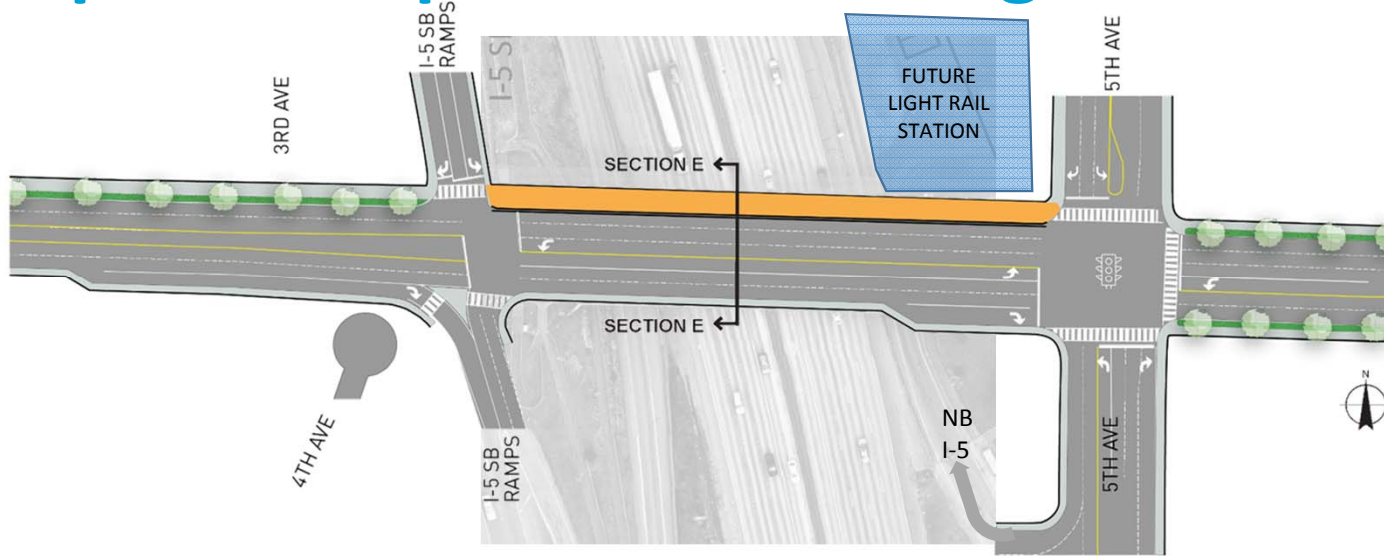 I-5 SB
RAMPS
3RD AVE
FUTURE
LIGHT RAIL
STATION
5TH AVE
SECTION E
SECTION E
4TH AVE
I-5 SB
RAMPS
NB
I-5
5TH AVE
N